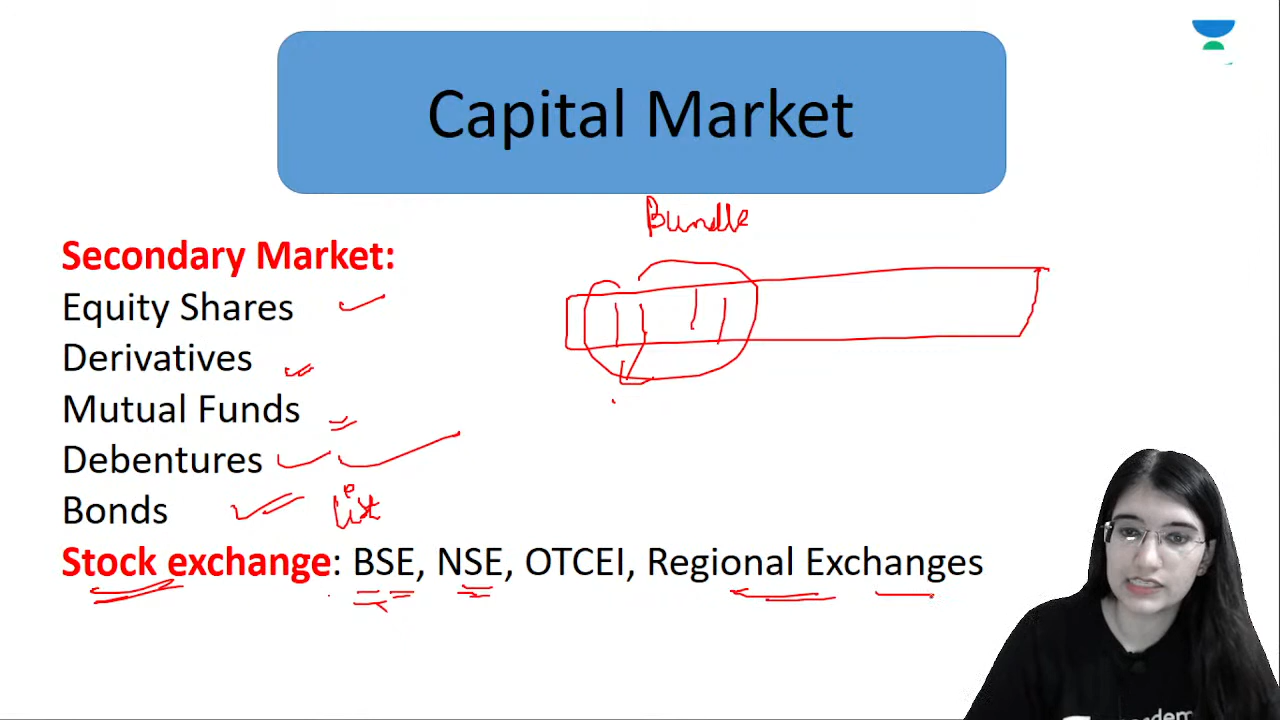 Capital Market
Bundle
Secondary Market:
Equity Shares
Derivatives
Mutual Funds
Debentures
Bonds
List
Stock exchange: BSE, NSE, OTCEI, Regional Exchanges